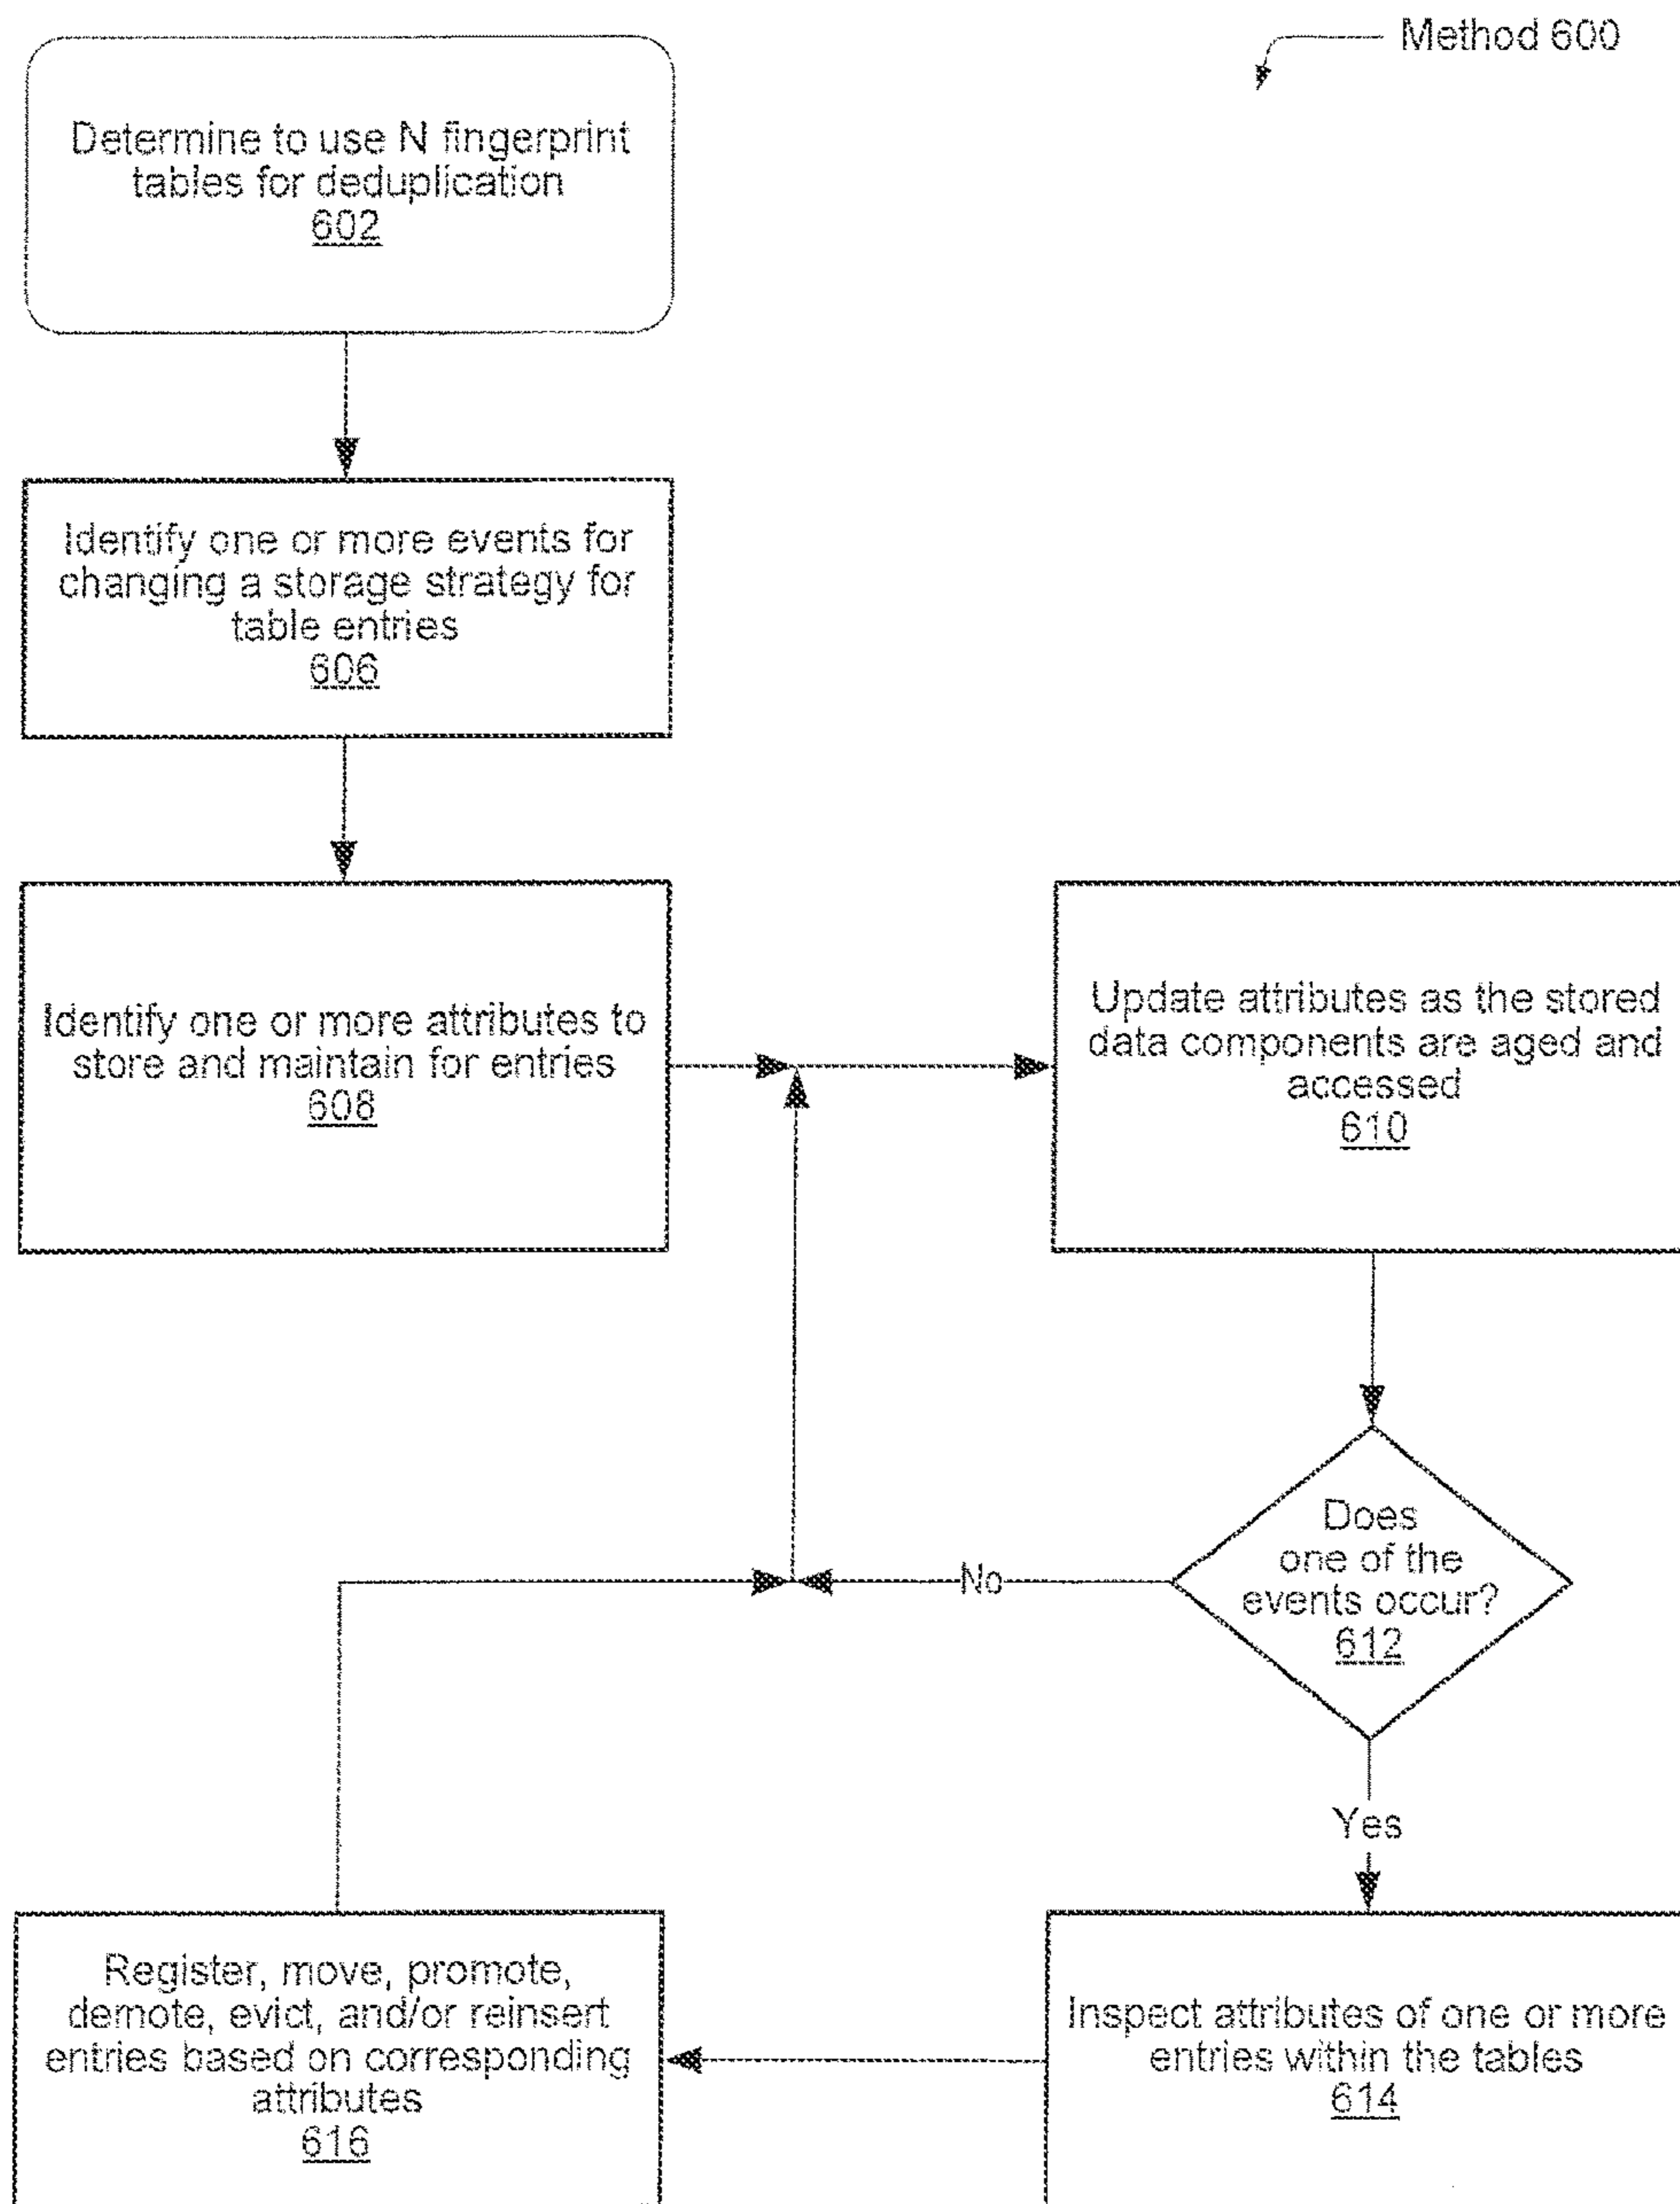 Method 600
Determine to use N fingerprint
tables for deduplication
602
Identify one or more events for
changing a storage strategy for
table entries
606
Identify one or more attributes to
store and maintain for entries
608
Update attributes as the stored
data components are aged and
accessed
610
Does
one of the
events occur?
612
No
Yes
Inspect attributes of one or more
entries within the tables
614
Register, move, promote,
demote, evict, and/or reinsert
entries based on corresponding
attributes
616